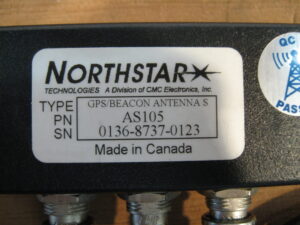 NORTHSTAR
TECHNOLOGIES A Division of CMC Electronics, Inc.
TYPE GPS/BEACON ANTENNA S
PN AS105
SN 0136-8737-0123
Made in Canada
QC
PASS